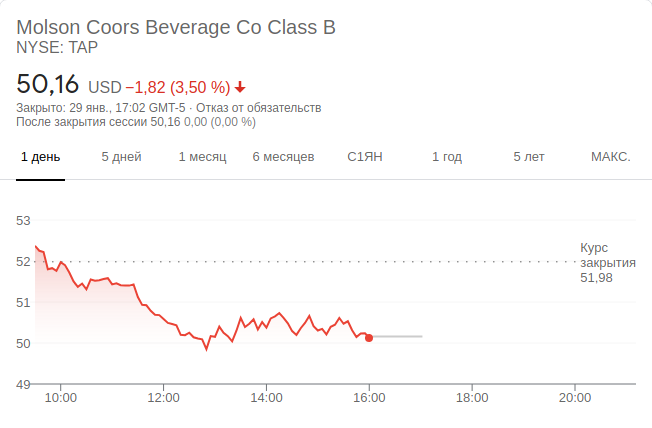 Molson Coors Beverage Co Class B
NYSE: TAP
50,16 USD −1,82 (3,50 %)
Закрыто: 29 янв., 17:02 GMT-5 · Отказ от обязательств
После закрытия сессии 50,16 0,00 (0,00 %)
1 день 5 дней 1 месяц 6 месяцев С1ЯН 1 год 5 лет МАКС.
53
52
51
50
49
Курс
закрытия
51,98
10:00 12:00 14:00 16:00 18:00 20:00